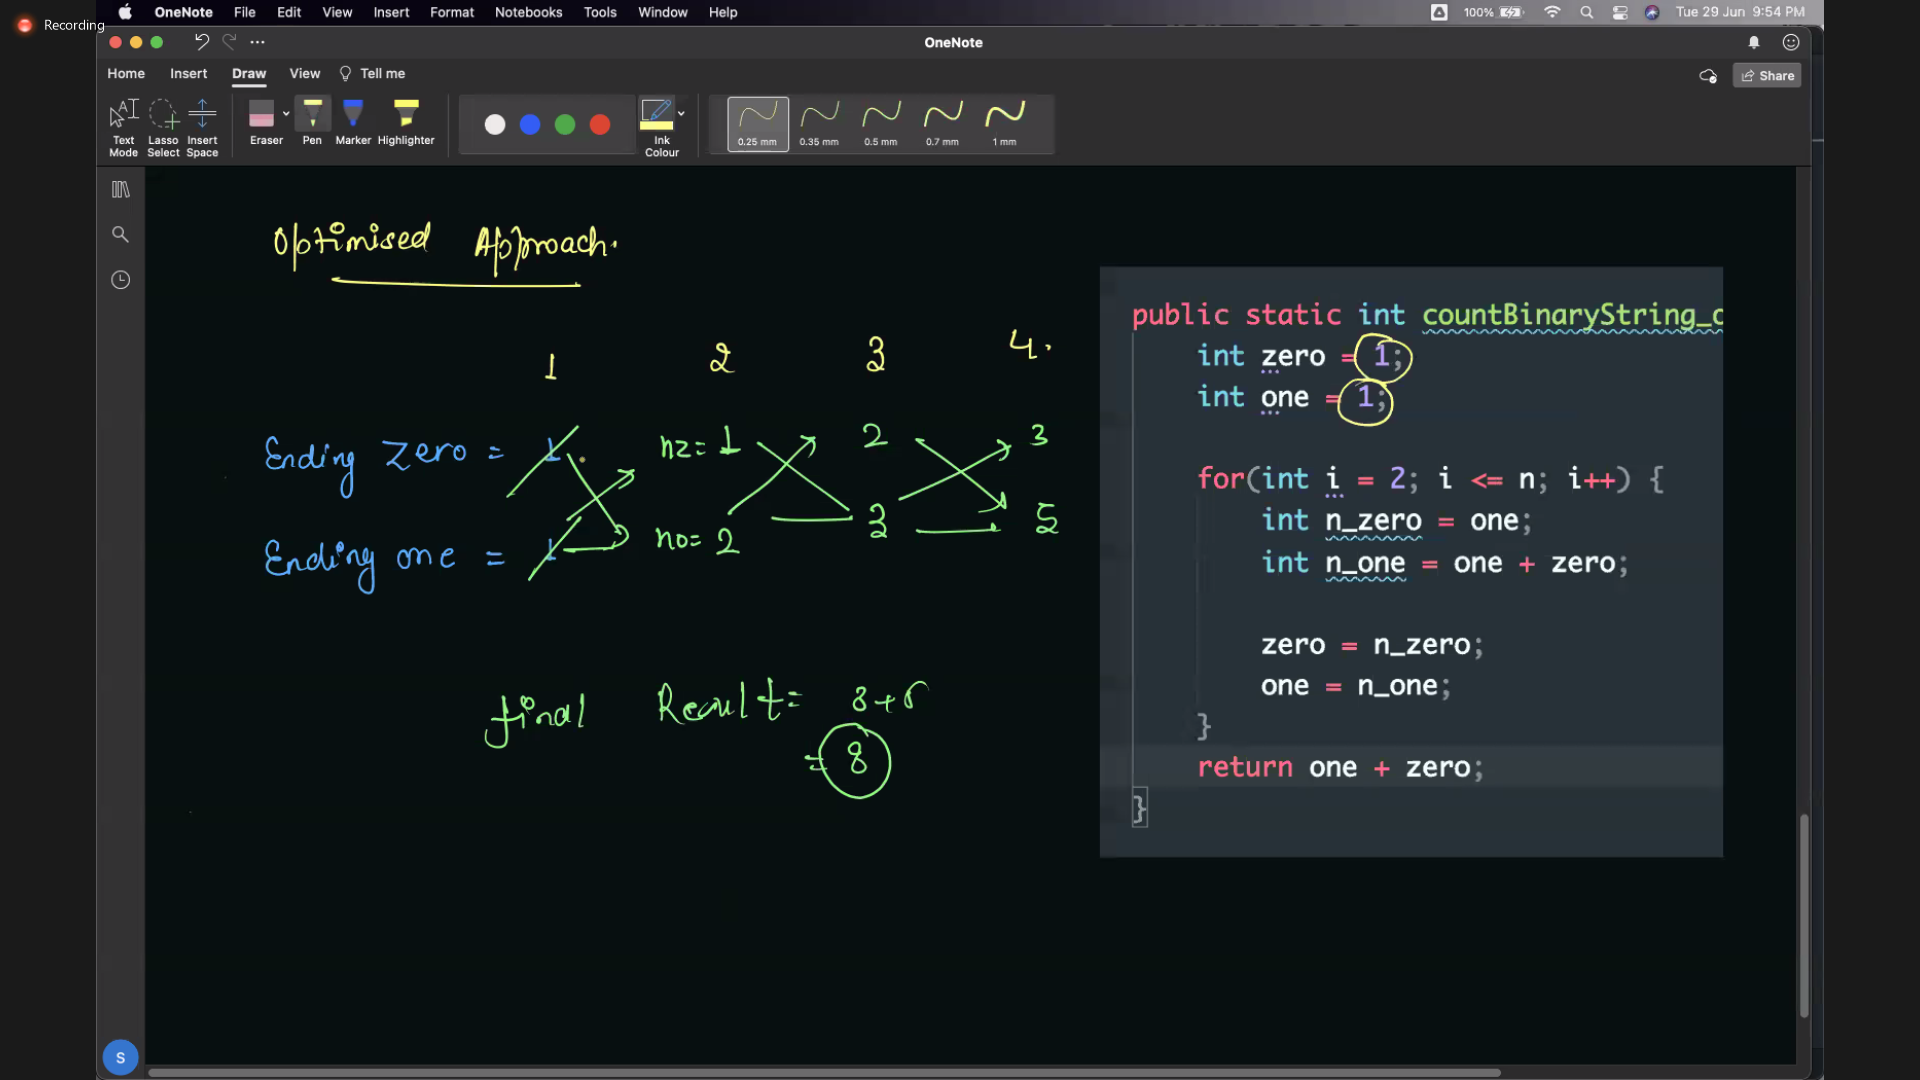 Recording
OneNote File Edit View Insert Format Notebooks Tools Window Help
100% Tue 29 Jun 9:54 PM
OneNote
Home Insert Draw View Tell me
Share
Text Mode
Lasso Select
Insert Space
Eraser
Pen
Marker
Highlighter
Ink Colour
0.25 mm 0.35 mm 0.5 mm 0.7 mm 1 mm
Optimised Approach.
1 2 3 4.
Ending Zero = 1 nz= 1 2 3
Ending one = 1 no= 2 3 5
final Result= 3+5
= 8
public static int countBinaryString_
int zero = 1;
int one = 1;
for(int i = 2; i <= n; i++) {
int n_zero = one;
int n_one = one + zero;
zero = n_zero;
one = n_one;
}
return one + zero;
}
S